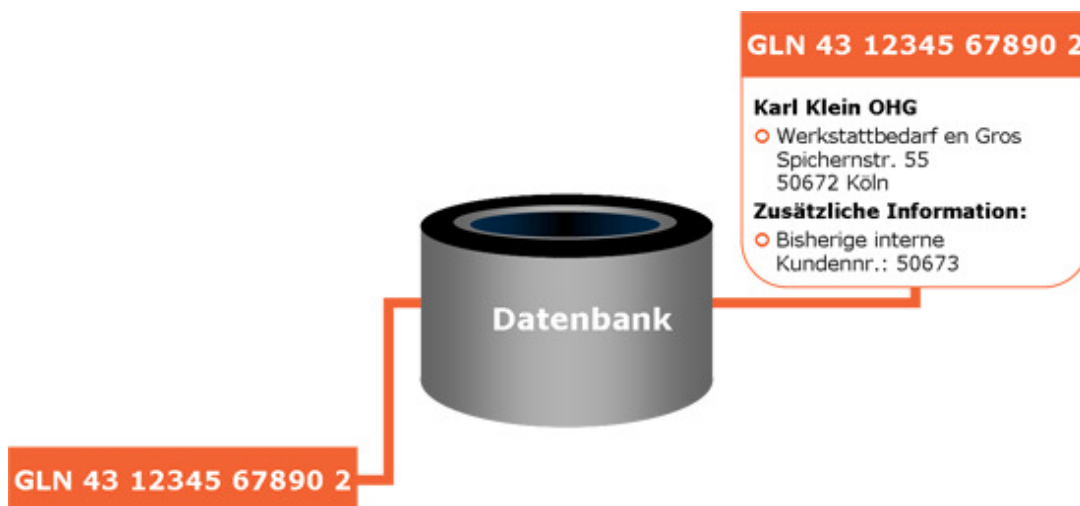 GLN 43 12345 67890 2
Karl Klein OHG
Werkstattbedarf en Gros
Spichernstr. 55
50672 Köln
Zusätzliche Information:
Bisherige interne
Kundennr.: 50673
Datenbank
GLN 43 12345 67890 2